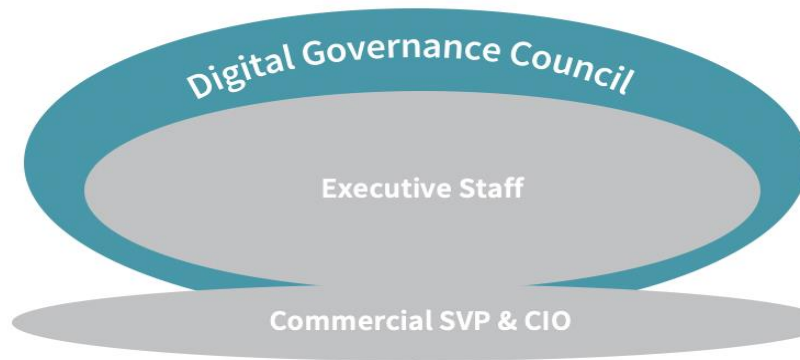 Digital Governance Council
Executive Staff
Commercial SVP & CIO